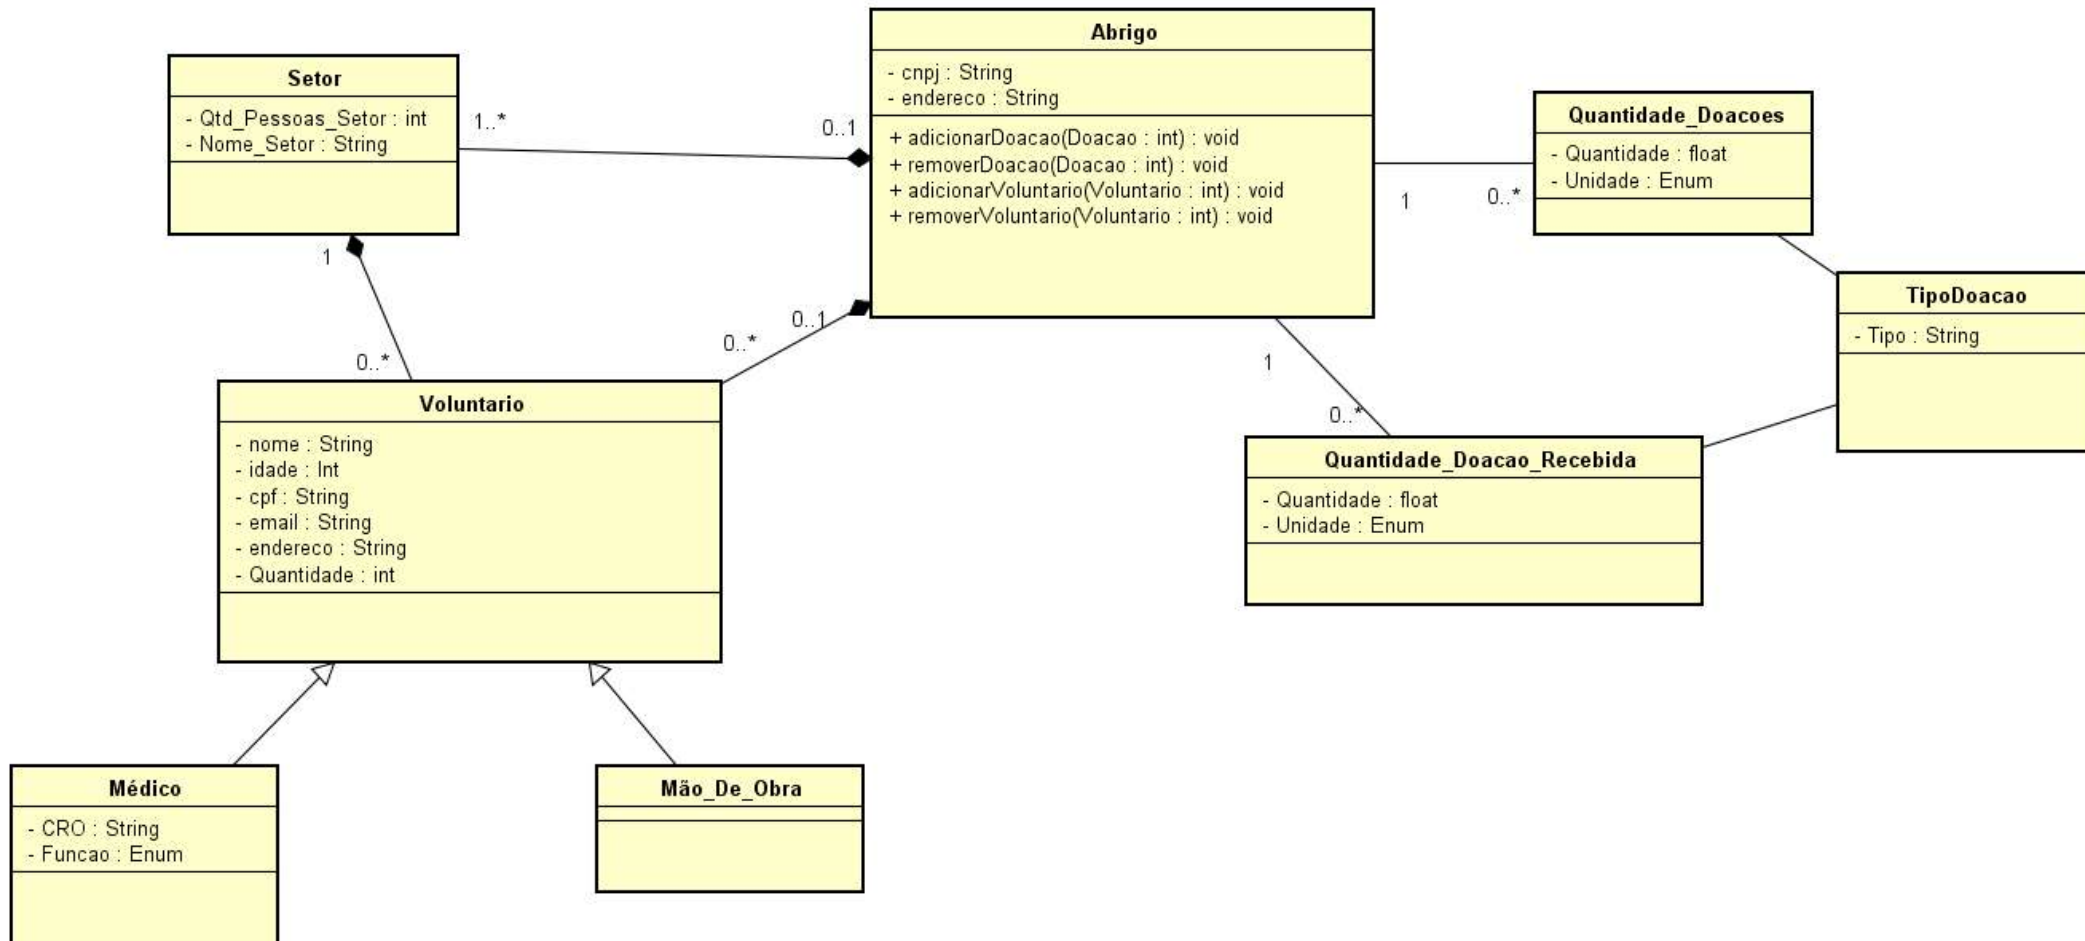 Abrigo
- cnpj : String
- endereco : String
+ adicionarDoacao(Doacao : int) : void
+ removerDoacao(Doacao : int) : void
+ adicionarVoluntario(Voluntario : int) : void
+ removerVoluntario(Voluntario : int) : void
Setor
- Qtd_Pessoas_Setor : int
- Nome_Setor : String
1..*
0..1
1
0..*
0..1
0..*
Quantidade_Doacoes
- Quantidade : float
- Unidade : Enum
1
0..*
TipoDoacao
- Tipo : String
1
0..*
Voluntario
- nome : String
- idade : Int
- cpf : String
- email : String
- endereco : String
- Quantidade : int
Quantidade_Doacao_Recebida
- Quantidade : float
- Unidade : Enum
Médico
- CRO : String
- Funcao : Enum
Mão_De_Obra